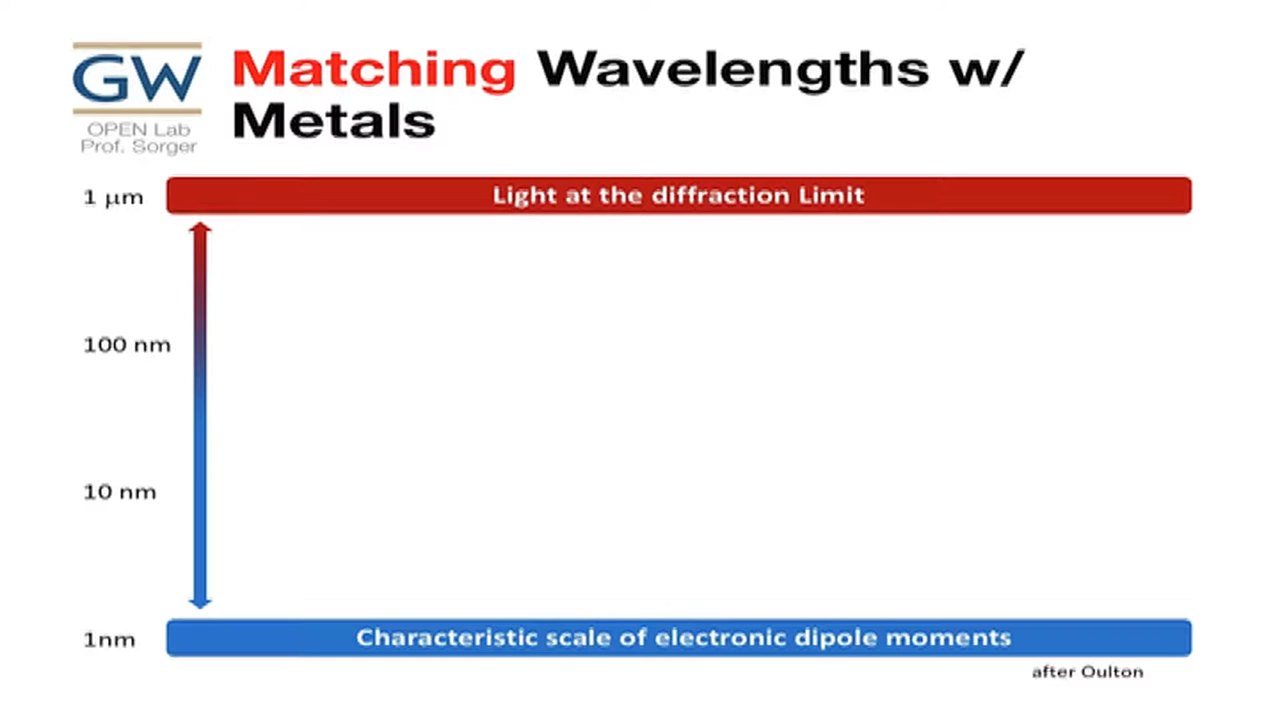 GW
OPEN Lab
Prof. Sorger
Matching Wavelengths w/
Metals
1 μm
Light at the diffraction Limit
100 nm
10 nm
1nm
Characteristic scale of electronic dipole moments
after Oulton